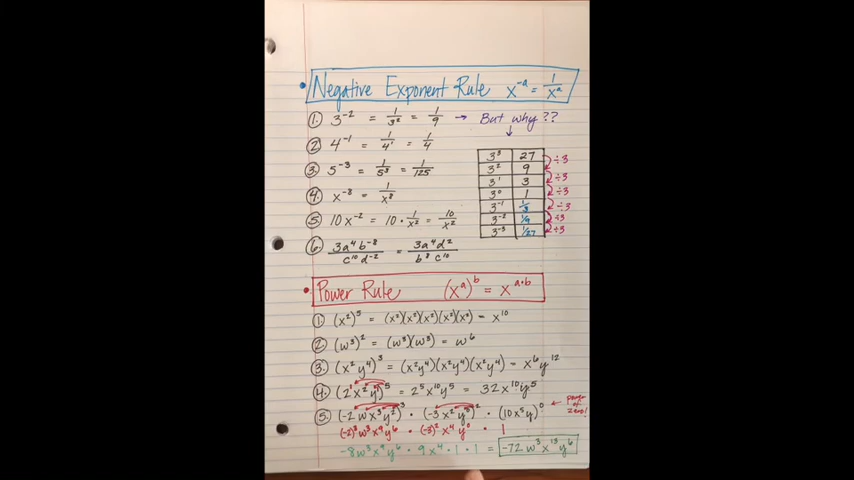 • Negative Exponent Rule x^-a = 1/x^a
① 3^-2 = 1/3^2 = 1/9 → But why??
② 4^-1 = 1/4^1 = 1/4
③ 5^-3 = 1/5^3 = 1/125
④ x^-8 = 1/x^8
⑤ 10x^-2 = 10 · 1/x^2 = 10/x^2
⑥ 3a^4b^-8/c^10d^-2 = 3a^4d^2/b^8c^10
3^3 27 ÷3
3^2 9 ÷3
3^1 3 ÷3
3^0 1 ÷3
3^-1 1/3 ÷3
3^-2 1/9 ÷3
3^-3 1/27
• Power Rule (x^a)^b = x^a·b
① (x^2)^5 = (x^2)(x^2)(x^2)(x^2)(x^2) = x^10
② (w^3)^2 = (w^3)(w^3) = w^6
③ (x^2y^4)^3 = (x^2y^4)(x^2y^4)(x^2y^4) = x^6y^12
④ (2^1x^2y^1)^5 = 2^5x^10y^5 = 32x^10y^5
⑤ (-2wx^3y^2)^3 · (-3x^2y^0)^2 · (10x^5y)^0 ← power of zero!
(-2)^3w^3x^9y^6 · (-3)^2x^4y^0 · 1
-8w^3x^9y^6 · 9x^4 · 1 · 1 = -72w^3x^13y^6